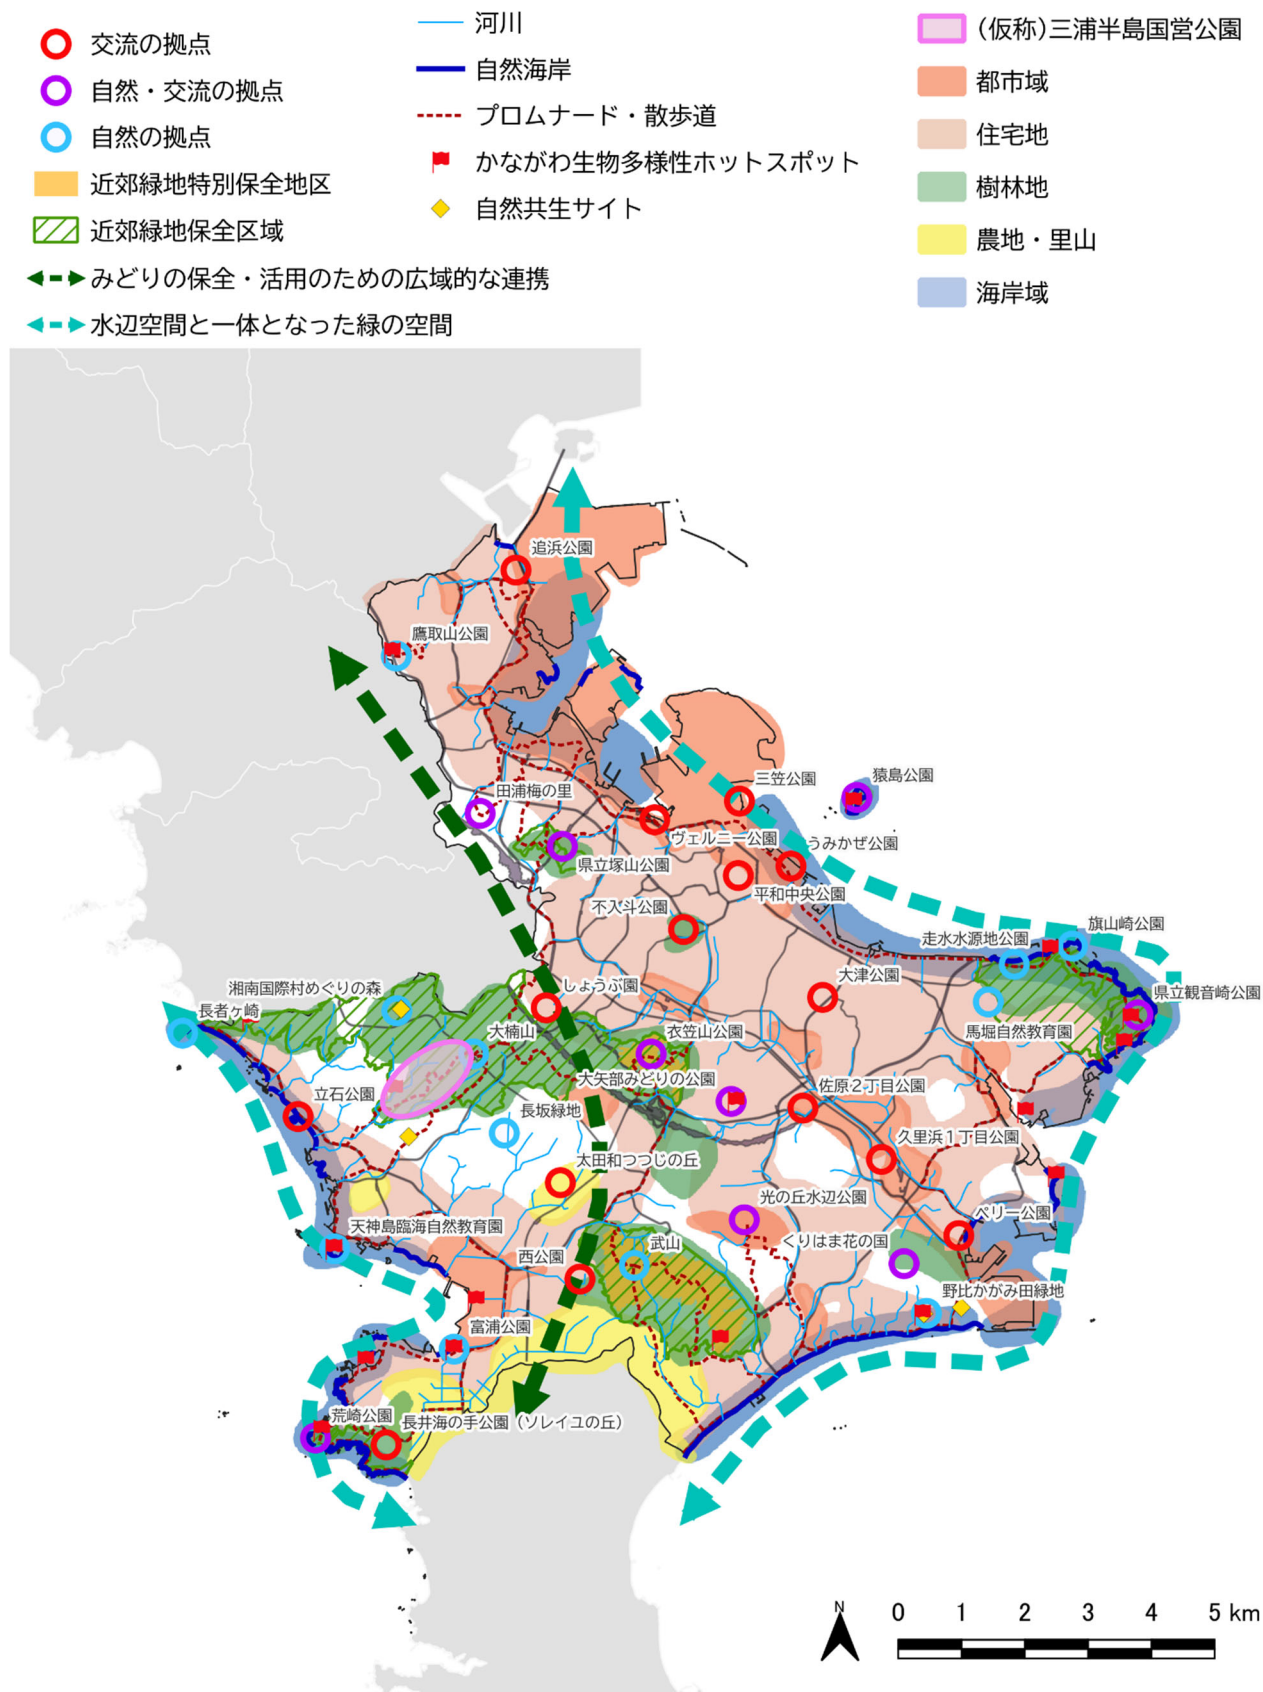 交流の拠点
自然・交流の拠点
自然の拠点
近郊緑地特別保全地区
近郊緑地保全区域
みどりの保全・活用のための広域的な連携
水辺空間と一体となった緑の空間
河川
自然海岸
プロムナード・散歩道
かながわ生物多様性ホットスポット
自然共生サイト
(仮称)三浦半島国営公園
都市域
住宅地
樹林地
農地・里山
海岸域
追浜公園
鷹取山公園
田浦梅の里
三笠公園
猿島公園
ヴェルニー公園
うみかぜ公園
県立塚山公園
平和中央公園
不入斗公園
旗山崎公園
走水水源地公園
大津公園
しょうぶ園
湘南国際村めぐりの森
県立観音崎公園
長者ヶ崎
大楠山
衣笠山公園
馬堀自然教育園
大矢部みどりの公園
佐原2丁目公園
立石公園
長坂緑地
久里浜1丁目公園
太田和つつじの丘
光の丘水辺公園
ペリー公園
天神島臨海自然教育園
西公園
武山
くりはま花の国
野比かがみ田緑地
富浦公園
荒崎公園
長井海の手公園(ソレイユの丘)
N
0 1 2 3 4 5 km